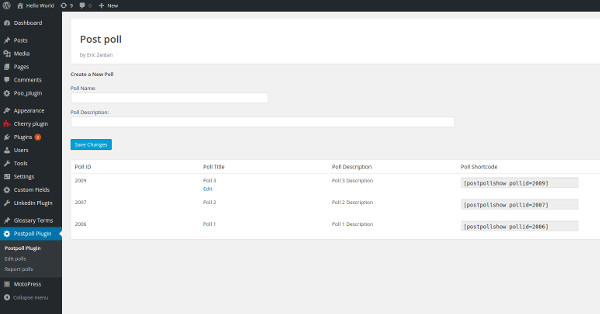 Hello World 9 0 New
Dashboard
Posts
Media
Pages
Comments
Poo_plugin
Appearance
Cherry plugin
Plugins
Users
Tools
Settings
Custom Fields
LinkedIn Plugin
Glossary Terms
Postpoll Plugin
Postpoll Plugin
Edit polls
Report polls
MotoPress
Collapse menu
Post poll
by Eric Zeidan
Create a New Poll
Poll Name:
Poll Description:
Save Changes
Poll ID Poll Title Poll Description Poll Shortcode
2009 Poll 3 Poll 3 Description [postpollshow pollid=2009]
Edit
2007 Poll 2 Poll 2 Description [postpollshow pollid=2007]
2006 Poll 1 Poll 1 Description [postpollshow pollid=2006]